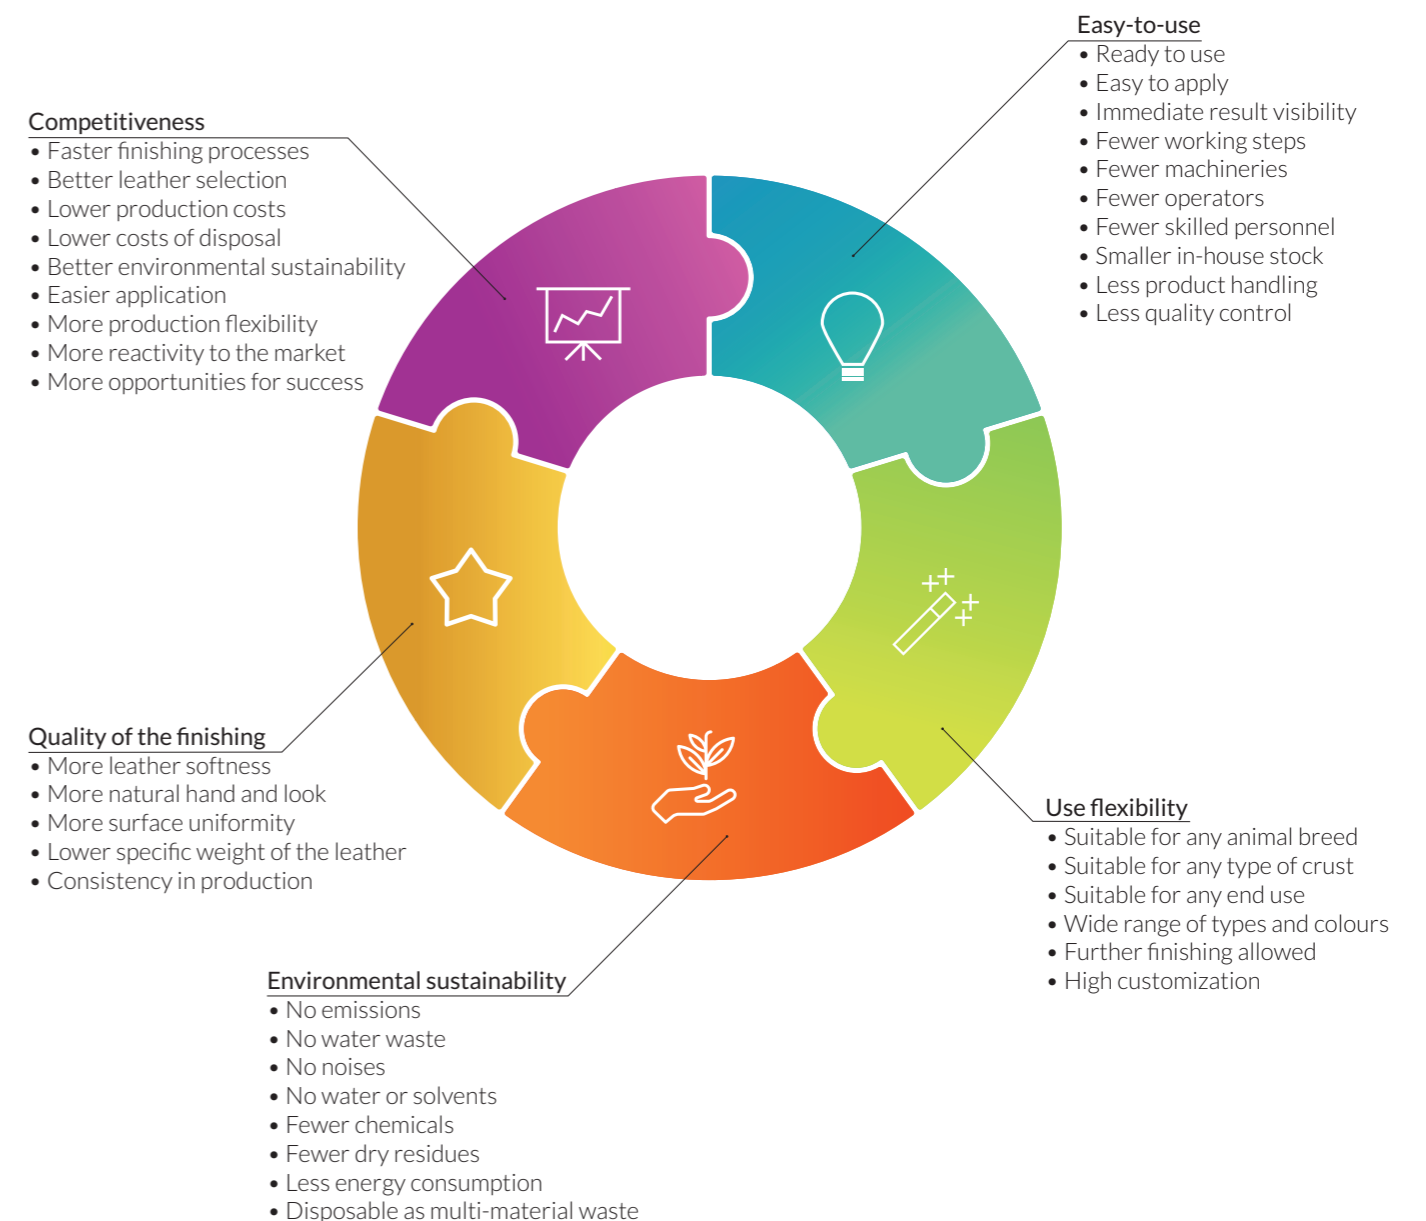 Easy-to-use
• Ready to use
• Easy to apply
• Immediate result visibility
• Fewer working steps
• Fewer machineries
• Fewer operators
• Fewer skilled personnel
• Smaller in-house stock
• Less product handling
• Less quality control
Competitiveness
• Faster finishing processes
• Better leather selection
• Lower production costs
• Lower costs of disposal
• Better environmental sustainability
• Easier application
• More production flexibility
• More reactivity to the market
• More opportunities for success
Quality of the finishing
• More leather softness
• More natural hand and look
• More surface uniformity
• Lower specific weight of the leather
• Consistency in production
Use flexibility
• Suitable for any animal breed
• Suitable for any type of crust
• Suitable for any end use
• Wide range of types and colours
• Further finishing allowed
• High customization
Environmental sustainability
• No emissions
• No water waste
• No noises
• No water or solvents
• Fewer chemicals
• Fewer dry residues
• Less energy consumption
• Disposable as multi-material waste